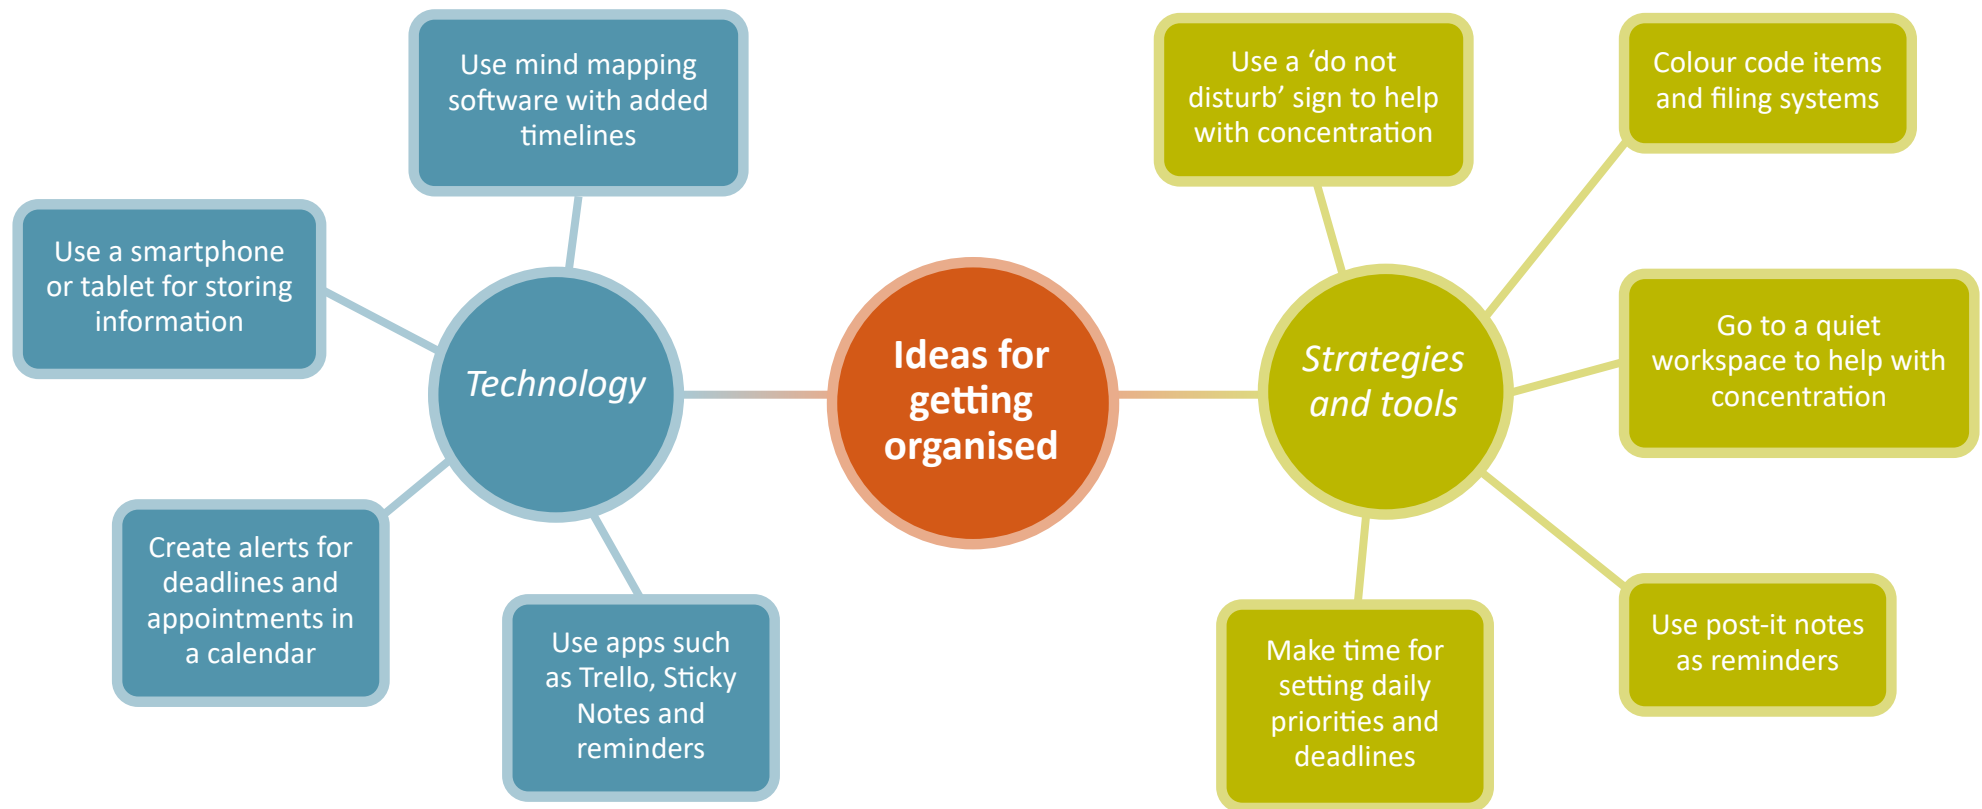 Use mind mapping
software with added
timelines
Use a smartphone
or tablet for storing
information
Technology
Create alerts for
deadlines and
appointments in
a calendar
Use apps such
as Trello, Sticky
Notes and
reminders
Ideas for
getting
organised
Use a ‘do not
disturb’ sign to help
with concentration
Colour code items
and filing systems
Strategies
and tools
Go to a quiet
workspace to help with
concentration
Make time for
setting daily
priorities and
deadlines
Use post-it notes
as reminders